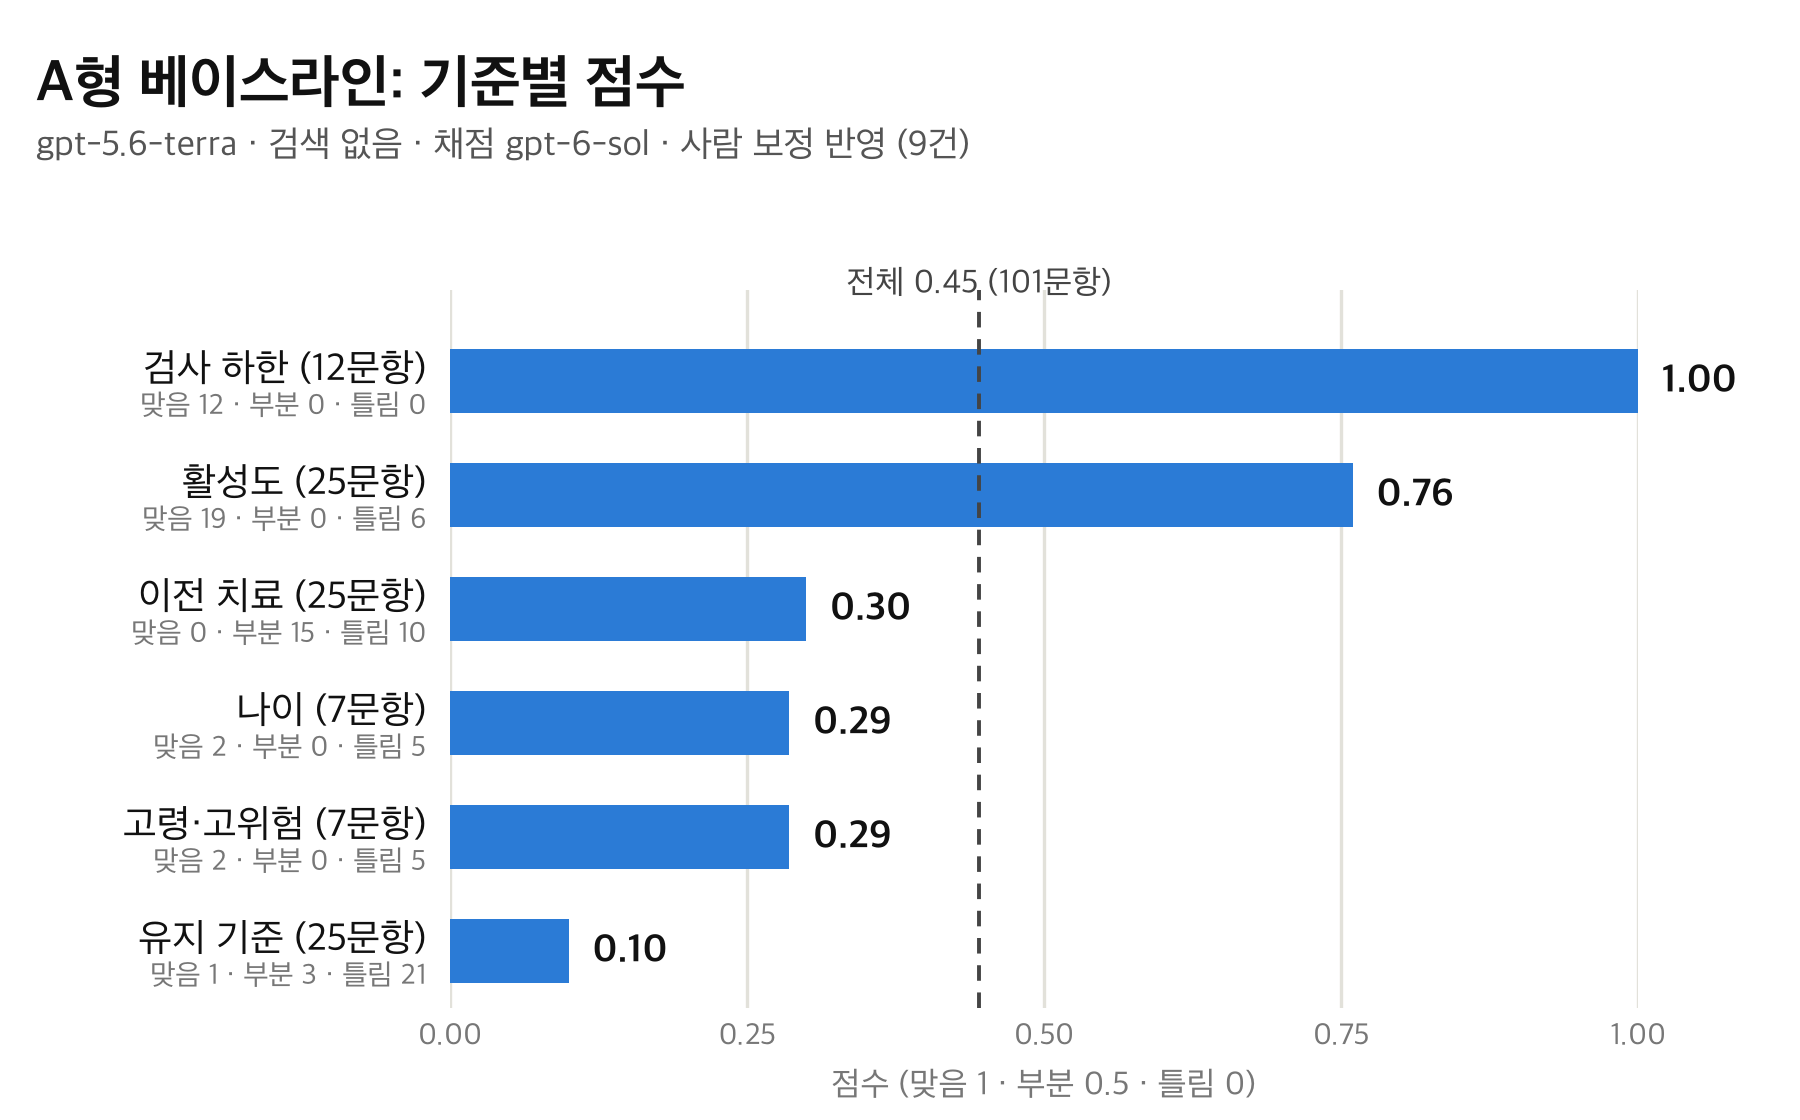 A형 베이스라인: 기준별 점수
gpt-5.6-terra · 검색 없음 · 채점 gpt-6-sol · 사람 보정 반영 (9건)
전체 0.45 (101문항)
검사 하한 (12문항)
맞음 12 · 부분 0 · 틀림 0
1.00
활성도 (25문항)
맞음 19 · 부분 0 · 틀림 6
0.76
이전 치료 (25문항)
맞음 0 · 부분 15 · 틀림 10
0.30
나이 (7문항)
맞음 2 · 부분 0 · 틀림 5
0.29
고령·고위험 (7문항)
맞음 2 · 부분 0 · 틀림 5
0.29
유지 기준 (25문항)
맞음 1 · 부분 3 · 틀림 21
0.10
0.00 0.25 0.50 0.75 1.00
점수 (맞음 1 · 부분 0.5 · 틀림 0)